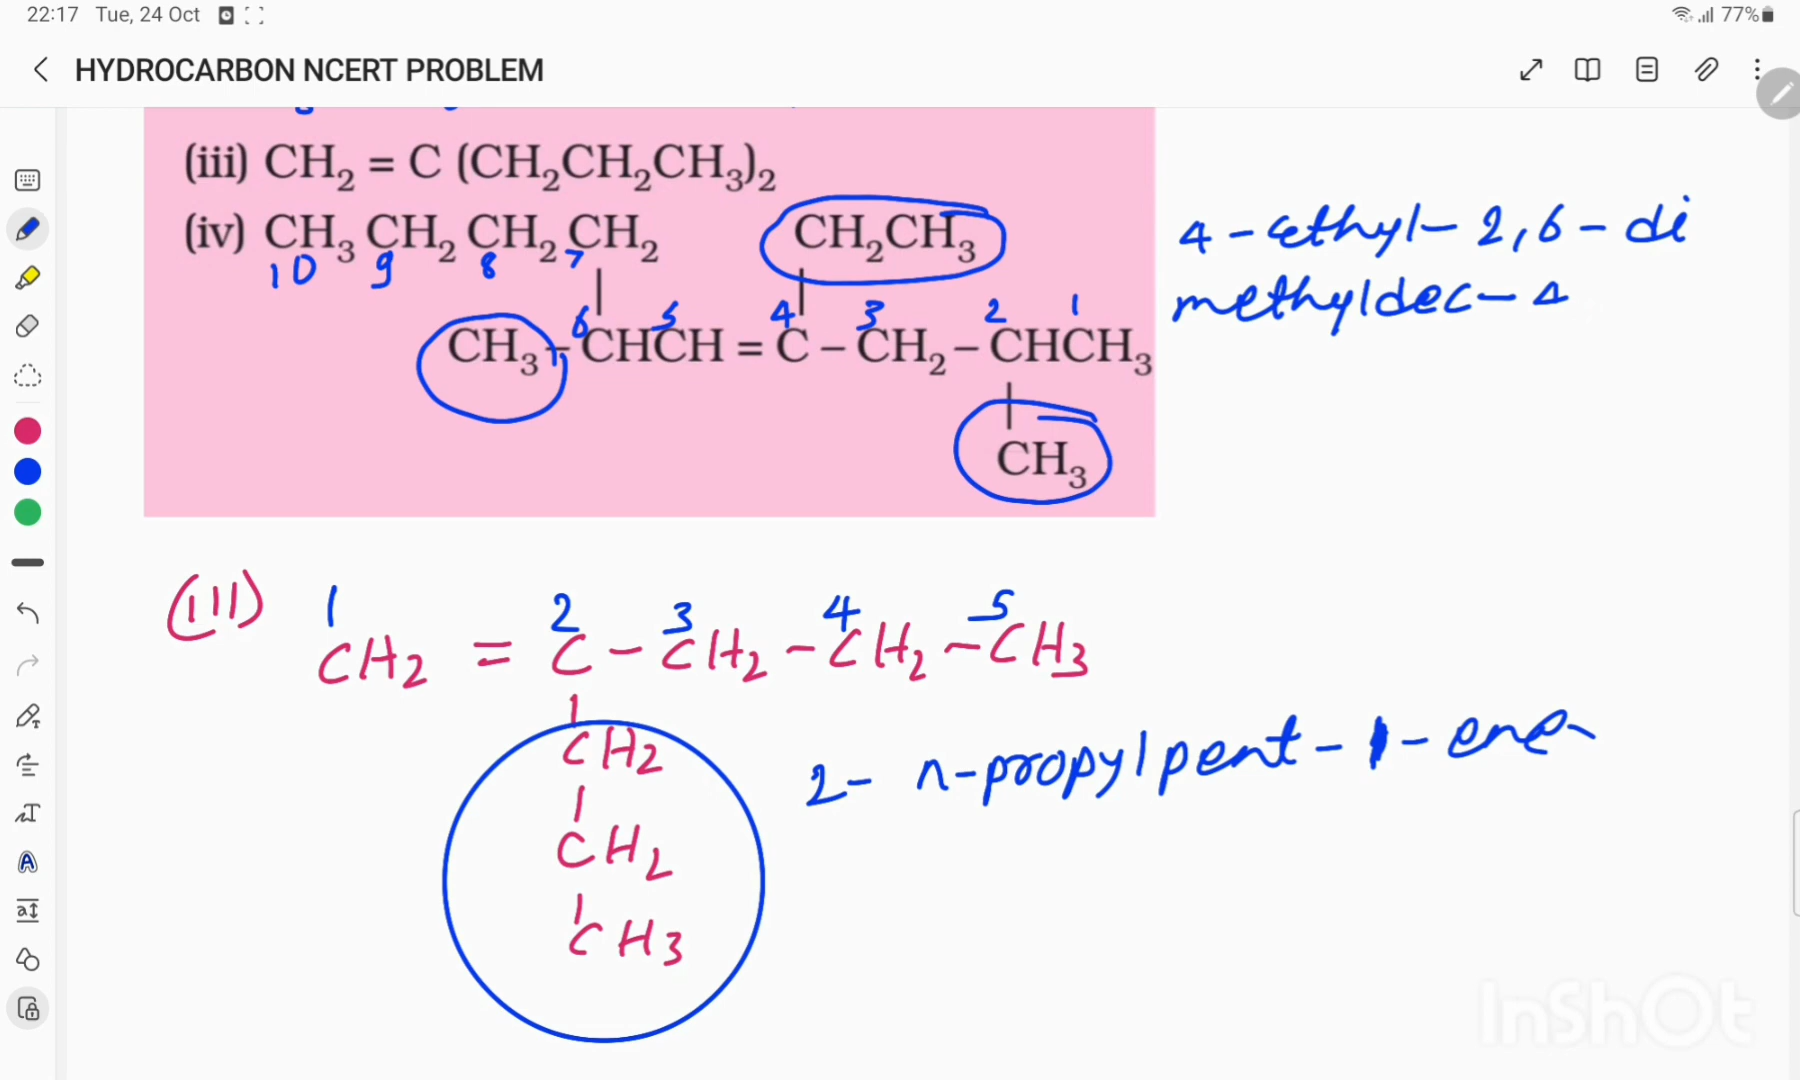 22:17 Tue, 24 Oct
77%
HYDROCARBON NCERT PROBLEM
(iii) CH₂ = C (CH₂CH₂CH₃)₂
(iv) CH₃ CH₂ CH₂ CH₂ CH₂CH₃
10 9 8 7
6 5 4 3 2 1
CH₃ – CHCH = C – CH₂ – CHCH₃
CH₃
4-ethyl-2,6-di
methyldec-4
(iii) 1 2 3 4 5
CH₂ = C – CH₂ – CH₂ – CH₃
CH₂
CH₂
CH₃
2- n-propylpent-1-ene
InShOt